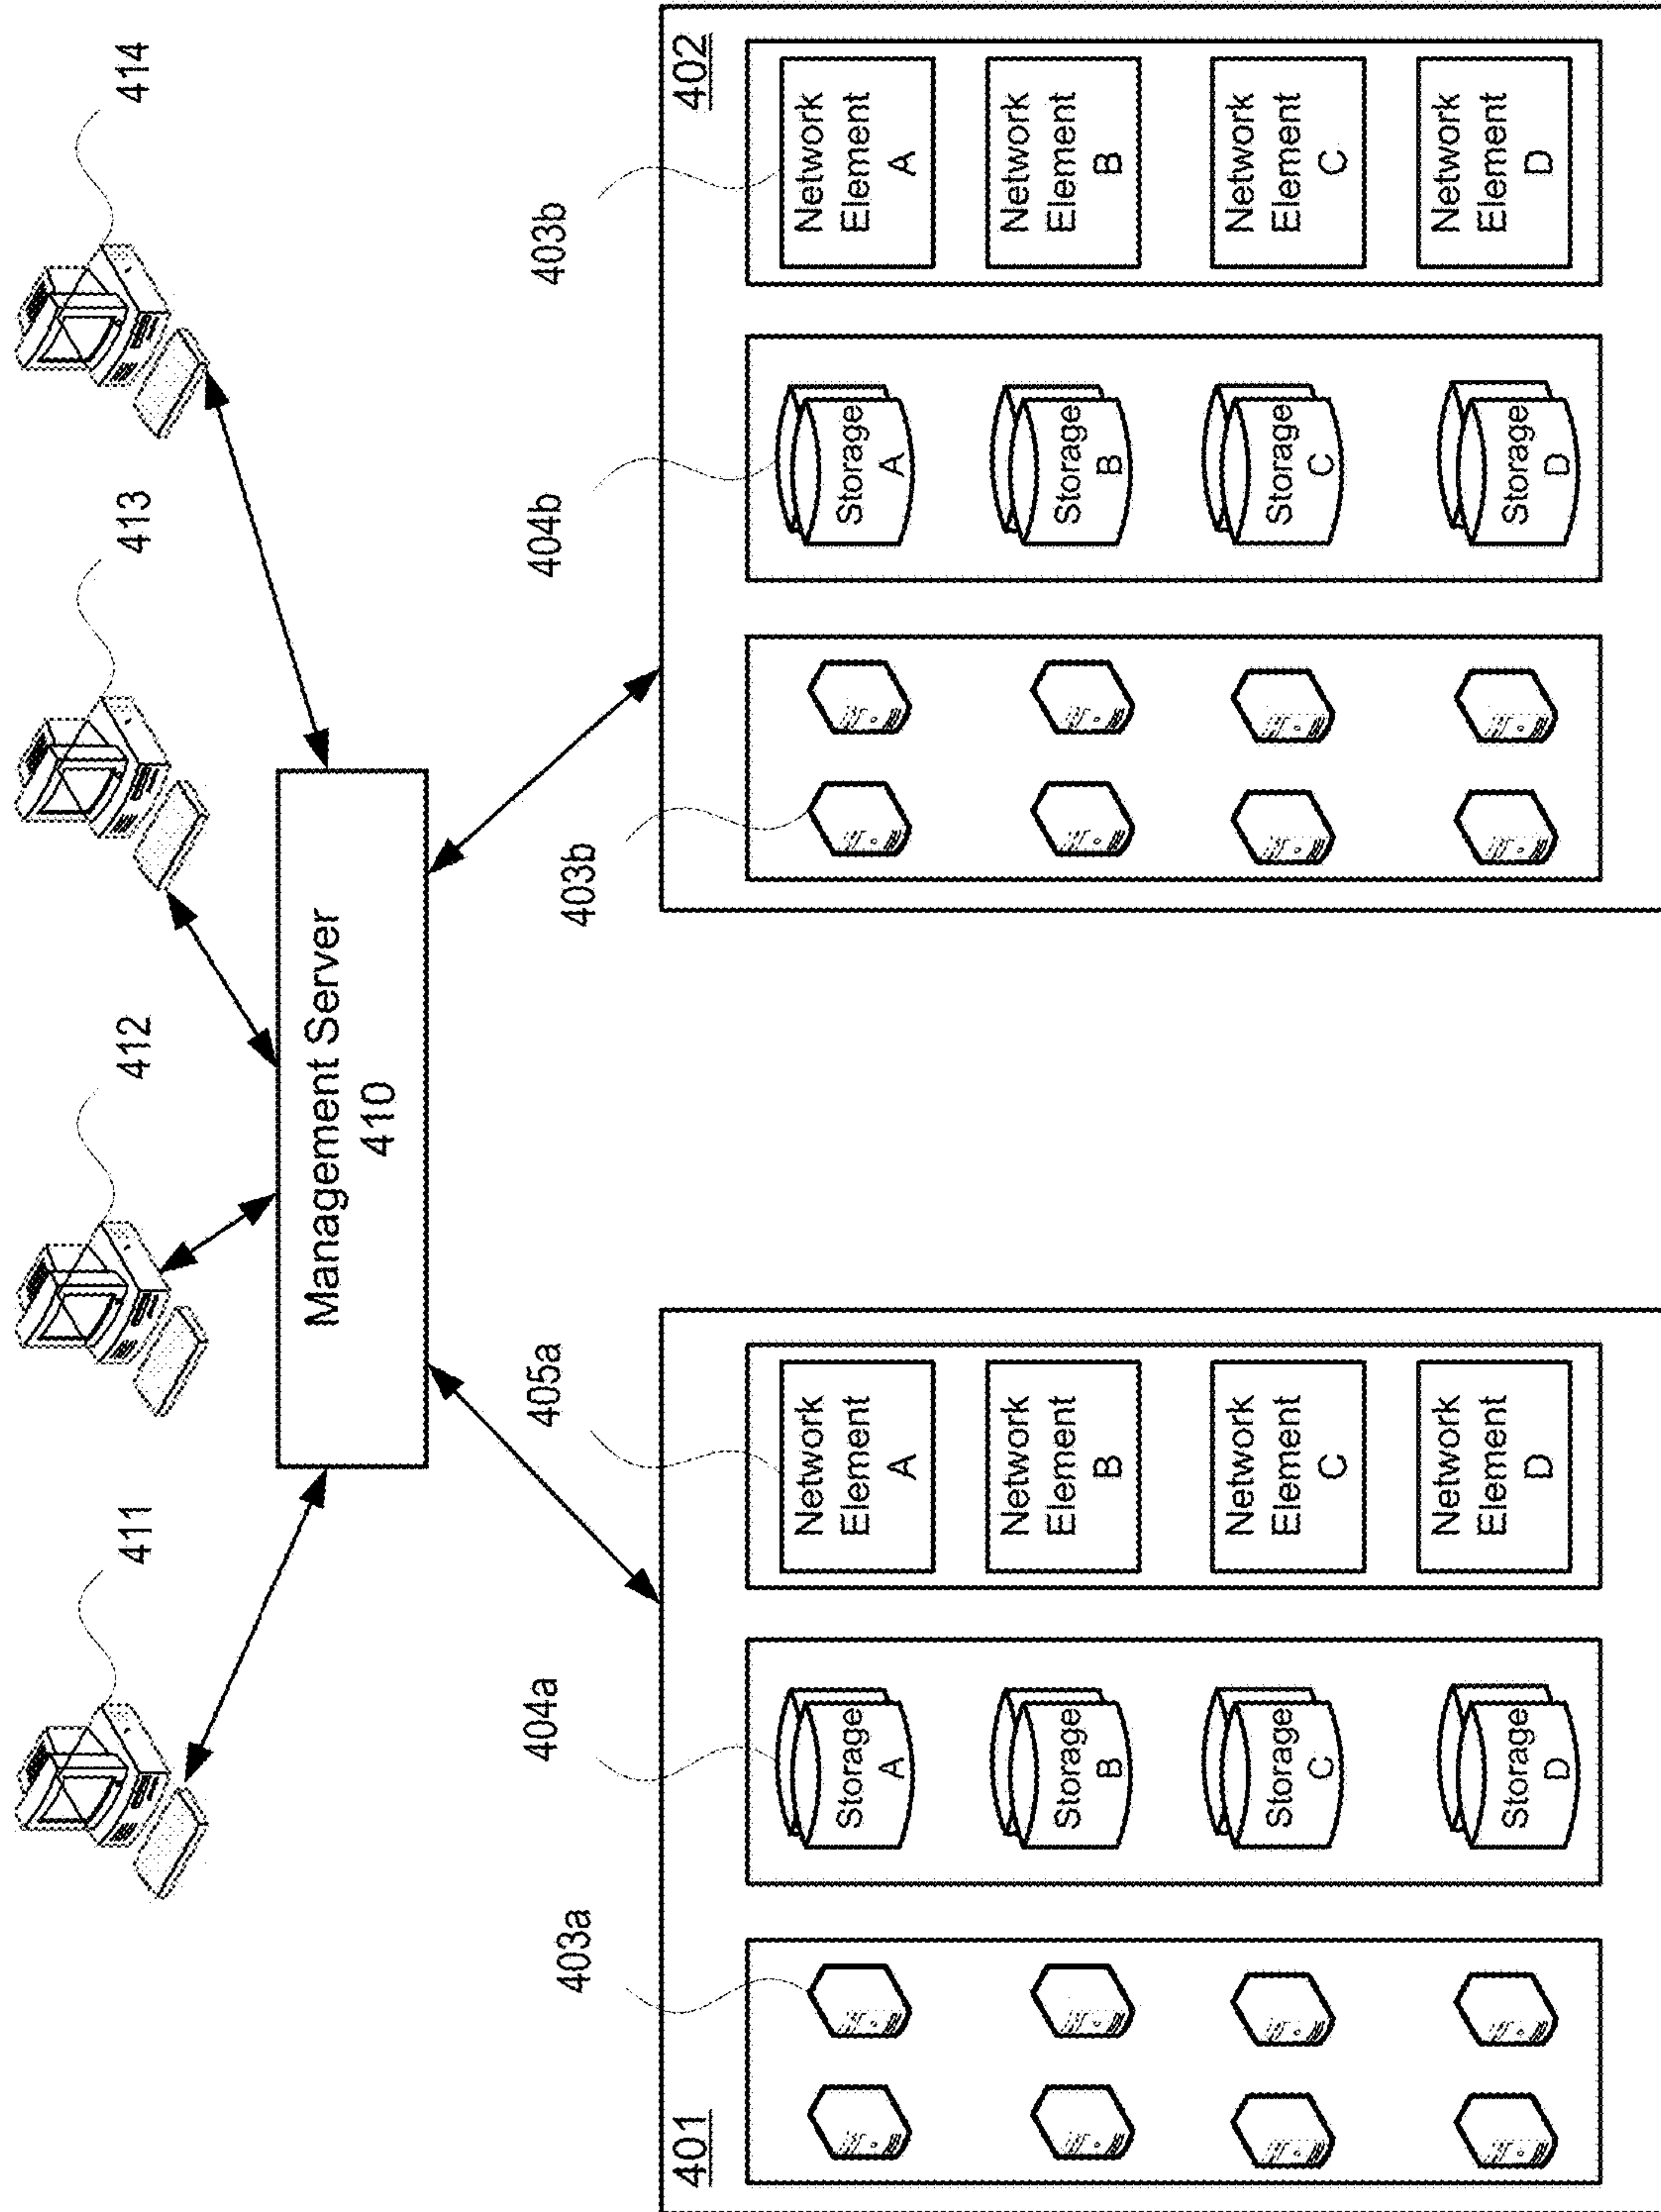 411
412
413
414
Management Server
410
401
403a
404a
405a
Storage
A
Storage
B
Storage
C
Storage
D
Network
Element
A
Network
Element
B
Network
Element
C
Network
Element
D
402
403b
404b
403b
Storage
A
Storage
B
Storage
C
Storage
D
Network
Element
A
Network
Element
B
Network
Element
C
Network
Element
D